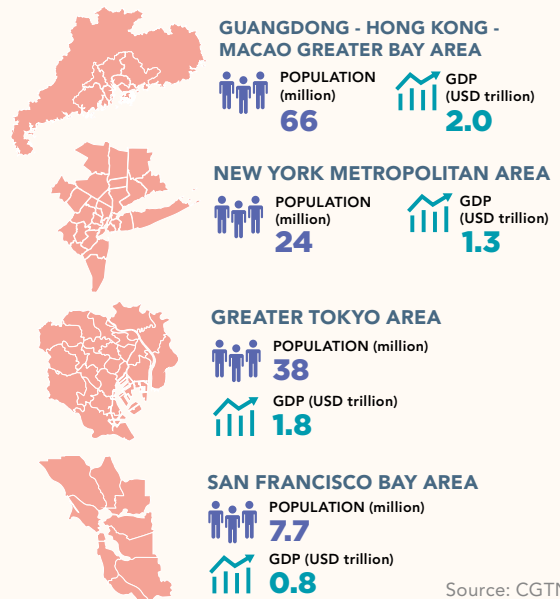 GUANGDONG - HONG KONG -
MACAO GREATER BAY AREA
POPULATION
(million)
66
GDP
(USD trillion)
2.0
NEW YORK METROPOLITAN AREA
POPULATION
(million)
24
GDP
(USD trillion)
1.3
GREATER TOKYO AREA
POPULATION (million)
38
GDP (USD trillion)
1.8
SAN FRANCISCO BAY AREA
POPULATION (million)
7.7
GDP (USD trillion)
0.8
Source: CGTN